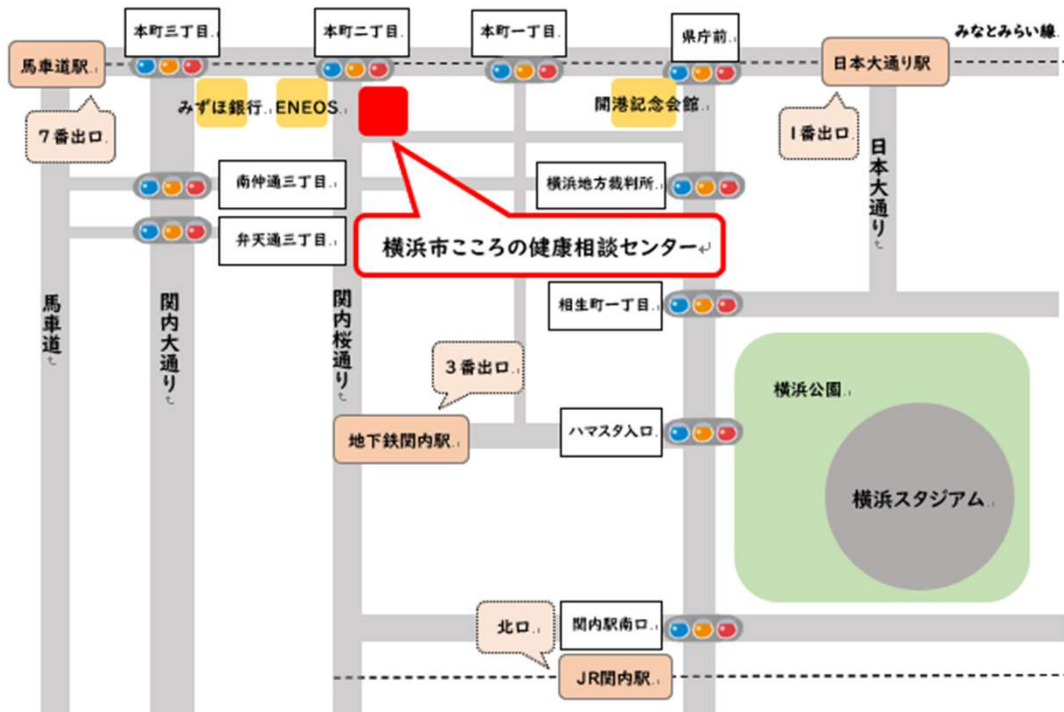 本町三丁目
本町二丁目
本町一丁目
県庁前
みなとみらい線
馬車道駅
日本大通り駅
みずほ銀行
ENEOS
開港記念会館
7番出口
1番出口
日本大通り
南仲通三丁目
横浜地方裁判所
弁天通三丁目
横浜市こころの健康相談センター
馬車道
関内大通り
関内桜通り
相生町一丁目
3番出口
横浜公園
地下鉄関内駅
ハマスタ入口
横浜スタジアム
北口
関内駅南口
JR関内駅